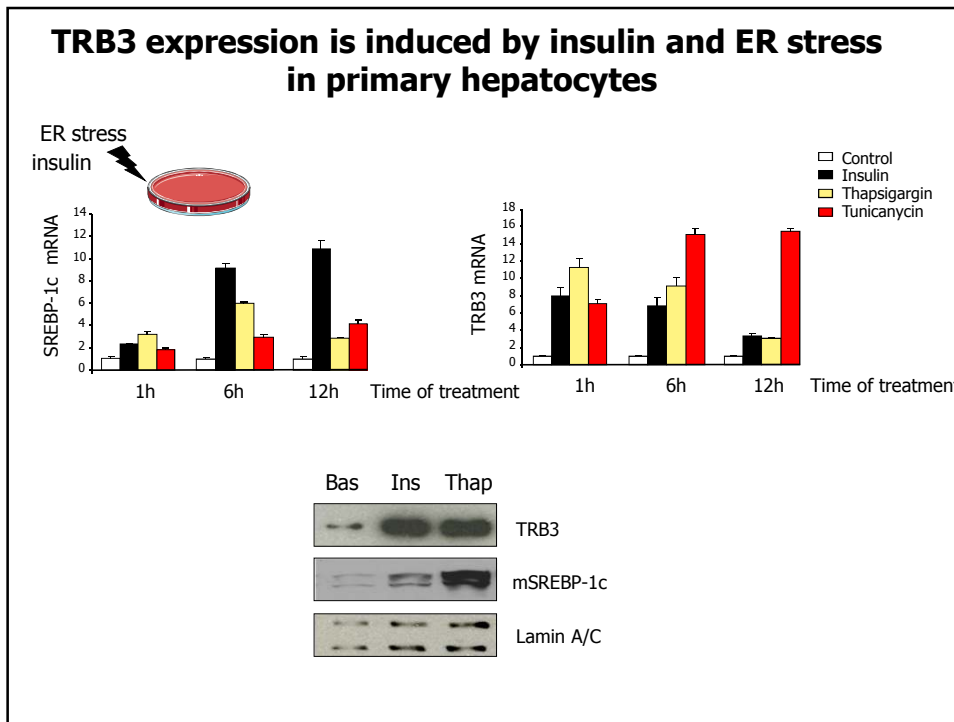 TRB3 expression is induced by insulin and ER stress
in primary hepatocytes
ER stress
insulin
Control
Insulin
Thapsigargin
Tunicanycin
SREBP-1c mRNA
14
12
10
8
6
4
2
0
1h 6h 12h Time of treatment
TRB3 mRNA
18
16
14
12
10
8
6
4
2
0
1h 6h 12h Time of treatment
Bas Ins Thap
TRB3
mSREBP-1c
Lamin A/C